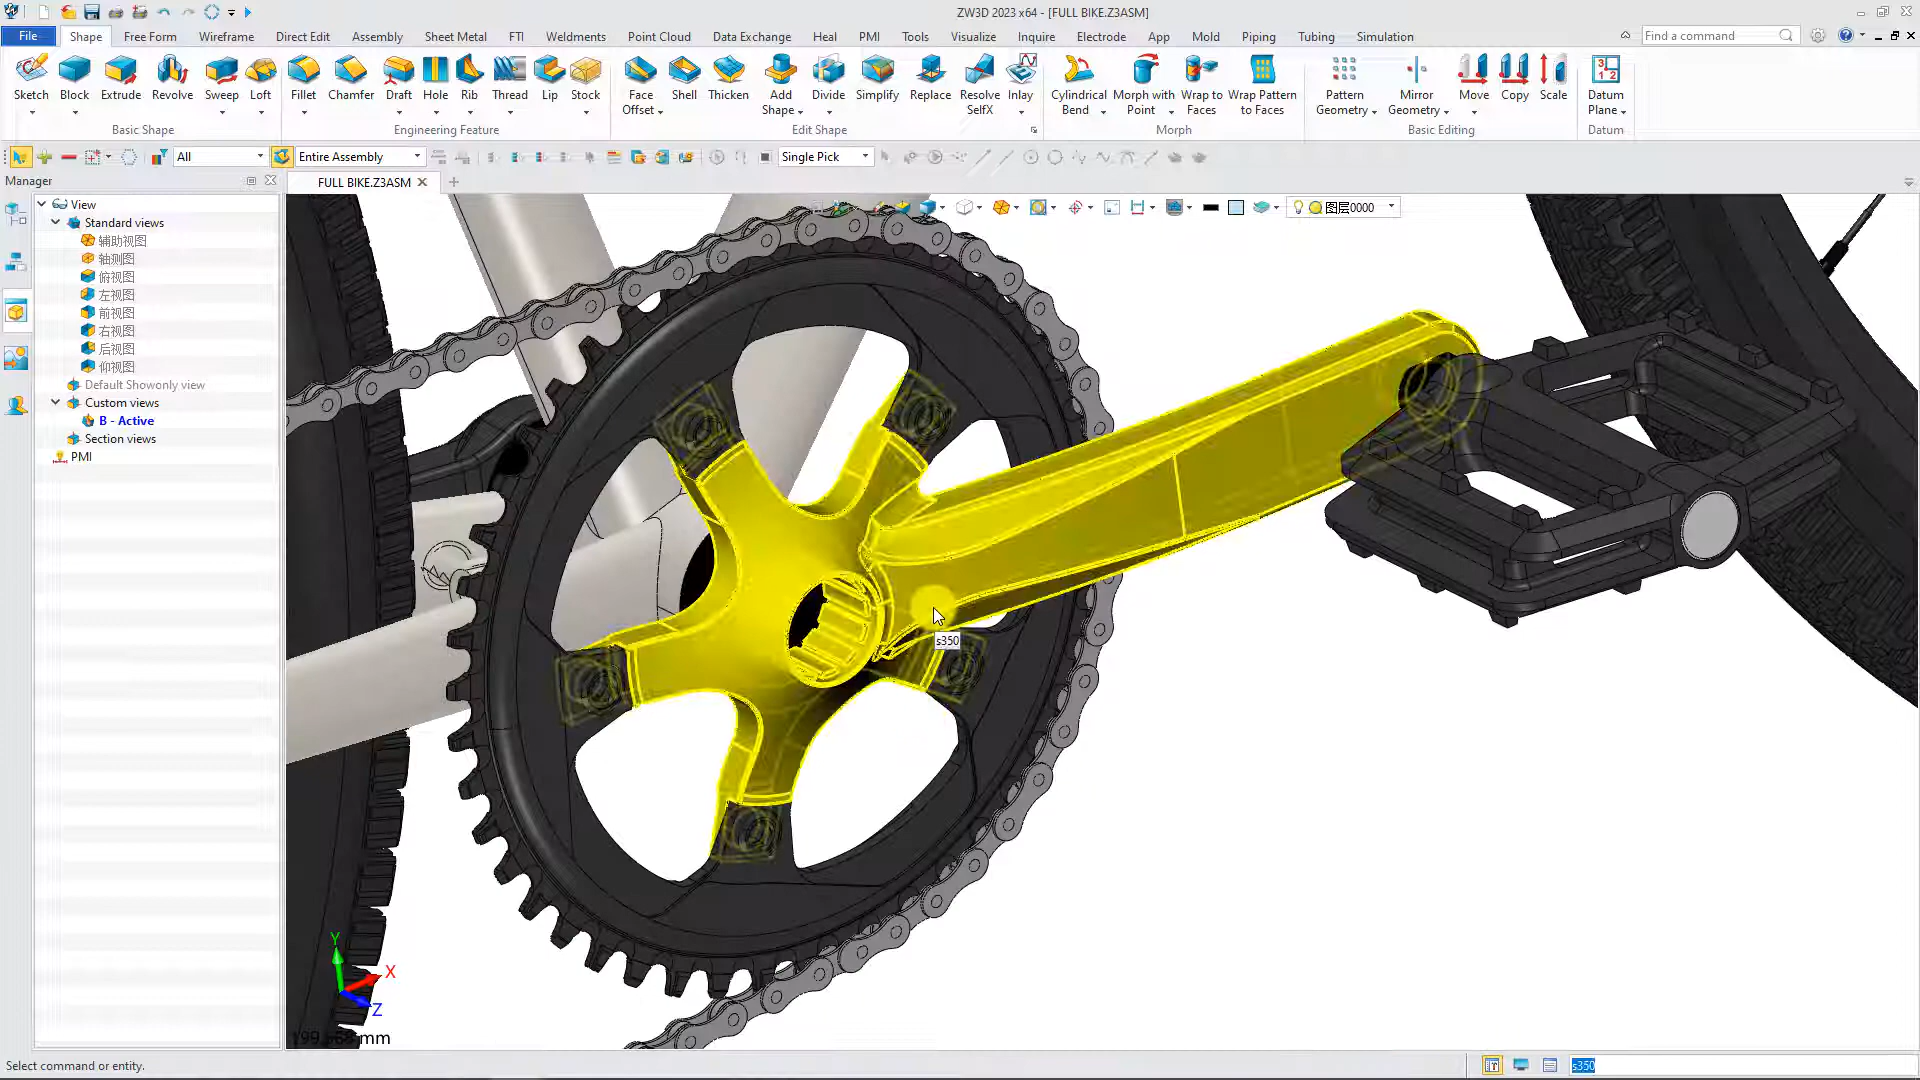 ZW3D 2023 x64 - [FULL BIKE.Z3ASM]
File Shape Free Form Wireframe Direct Edit Assembly Sheet Metal FTI Weldments Point Cloud Data Exchange Heal PMI Tools Visualize Inquire Electrode App Mold Piping Tubing Simulation Find a command
Sketch Block Extrude Revolve Sweep Loft Fillet Chamfer Draft Hole Rib Thread Lip Stock Face Offset Shell Thicken Add Shape Divide Simplify Replace Resolve SelfX Inlay Cylindrical Bend Morph with Point Wrap to Faces Wrap Pattern to Faces Pattern Geometry Mirror Geometry Move Copy Scale Datum Plane
Basic Shape Engineering Feature Edit Shape Morph Basic Editing Datum
All Entire Assembly Single Pick
Manager FULL BIKE.Z3ASM
View
Standard views
辅助视图
轴测图
俯视图
左视图
前视图
右视图
后视图
仰视图
Default Showonly view
Custom views
B - Active
Section views
PMI
图层0000
s350
Y
X
Z
mm
Select command or entity.
s350